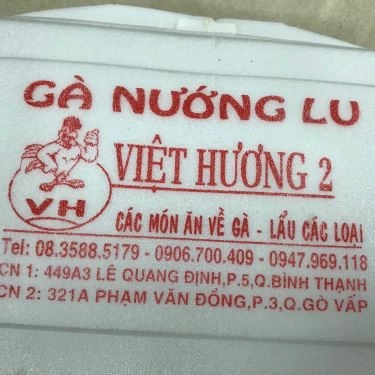 GÀ NƯỚNG LU
VIỆT HƯƠNG 2
VH
CÁC MÓN ĂN VỀ GÀ - LẨU CÁC LOẠI
Tel: 08.3588.5179 - 0906.700.409 - 0947.969.118
CN 1: 449A3 LÊ QUANG ĐỊNH,P.5,Q.BÌNH THẠNH
CN 2: 321A PHẠM VĂN ĐỒNG,P.3,Q.GÒ VẤP